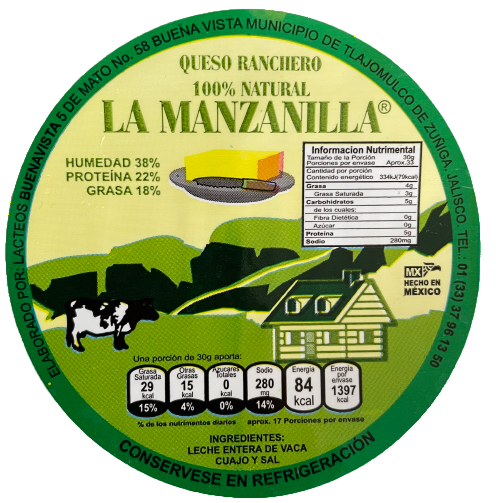 ELABORADO POR: LACTEOS BUENAVISTA 5 DE MAYO No. 58 BUENA VISTA MUNICIPIO DE TLAJOMULCO DE ZUÑIGA, JALISCO. TEL.: 01(33) 37 98 13 50
QUESO RANCHERO
100% NATURAL
LA MANZANILLA®
HUMEDAD 38%
PROTEÍNA 22%
GRASA 18%
Informacion Nutrimental
Tamaño de la Porción 30g
Porciones por envase Aprox.33
Cantidad por porción
Contenido energético 334kJ(79kcal)
Grasa 4g
Grasa Saturada 3g
Carbohidratos 5g
de los cuales:
Fibra Dietética 0g
Azúcar 0g
Proteína 5g
Sodio 280mg
MX
HECHO EN
MÉXICO
Una porción de 30g aporta:
Grasa Saturada 29 kcal 15%
Otras Grasas 15 kcal 4%
Azucares Totales 0 kcal 0%
Sodio 280 mg 14%
Energía 84 kcal
Energía por envase 1397 kcal
% de los nutrimentos diarios aprox. 17 Porciones por envase
INGREDIENTES:
LECHE ENTERA DE VACA
CUAJO Y SAL
CONSERVESE EN REFRIGERACIÓN